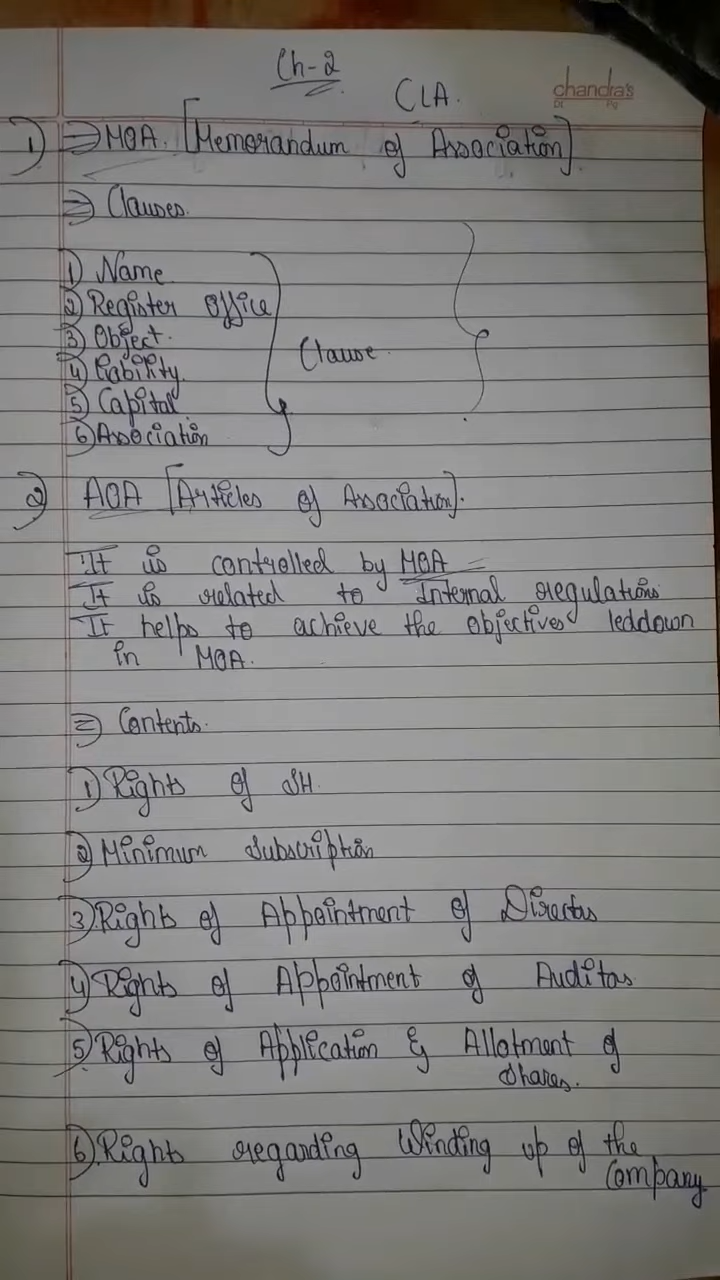 Ch-2
CLA.
chandra's
1) => MOA. [Memorandum of Association]
=> Clauses.
1) Name
2) Register office
3) Object.
4) Liability.
Clause.
5) Capital
6) Association
2) AOA [Articles of Association].
It is controlled by MOA
It is related to Internal regulations
It helps to achieve the objectives leddown
in MOA.
=> Contents.
1) Rights of SH.
2) Minimum Subscription
3) Rights of Appointment of Directors
4) Rights of Appointment of Auditors
5) Rights of Application & Allotment of
Shares.
6) Rights regarding Winding up of the
Company